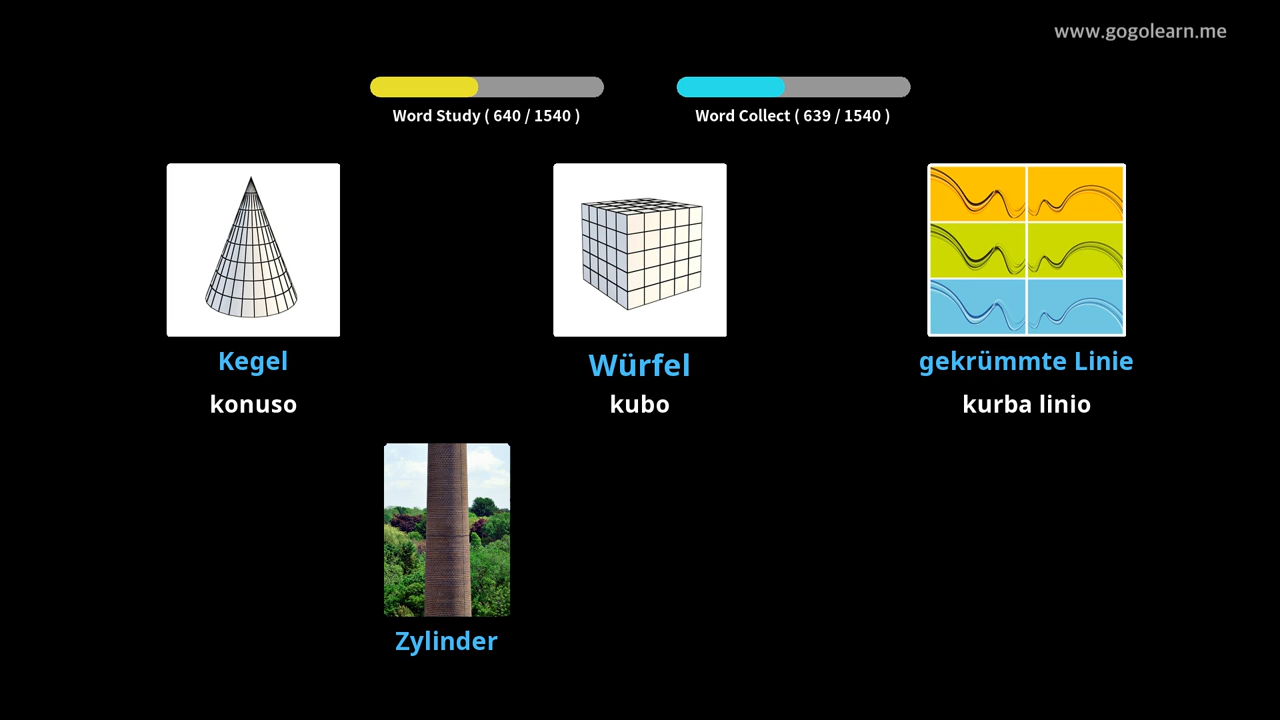 www.gogolearn.me
Word Study ( 640 / 1540 )
Word Collect ( 639 / 1540 )
Kegel
Würfel
gekrümmte Linie
konuso
kubo
kurba linio
Zylinder